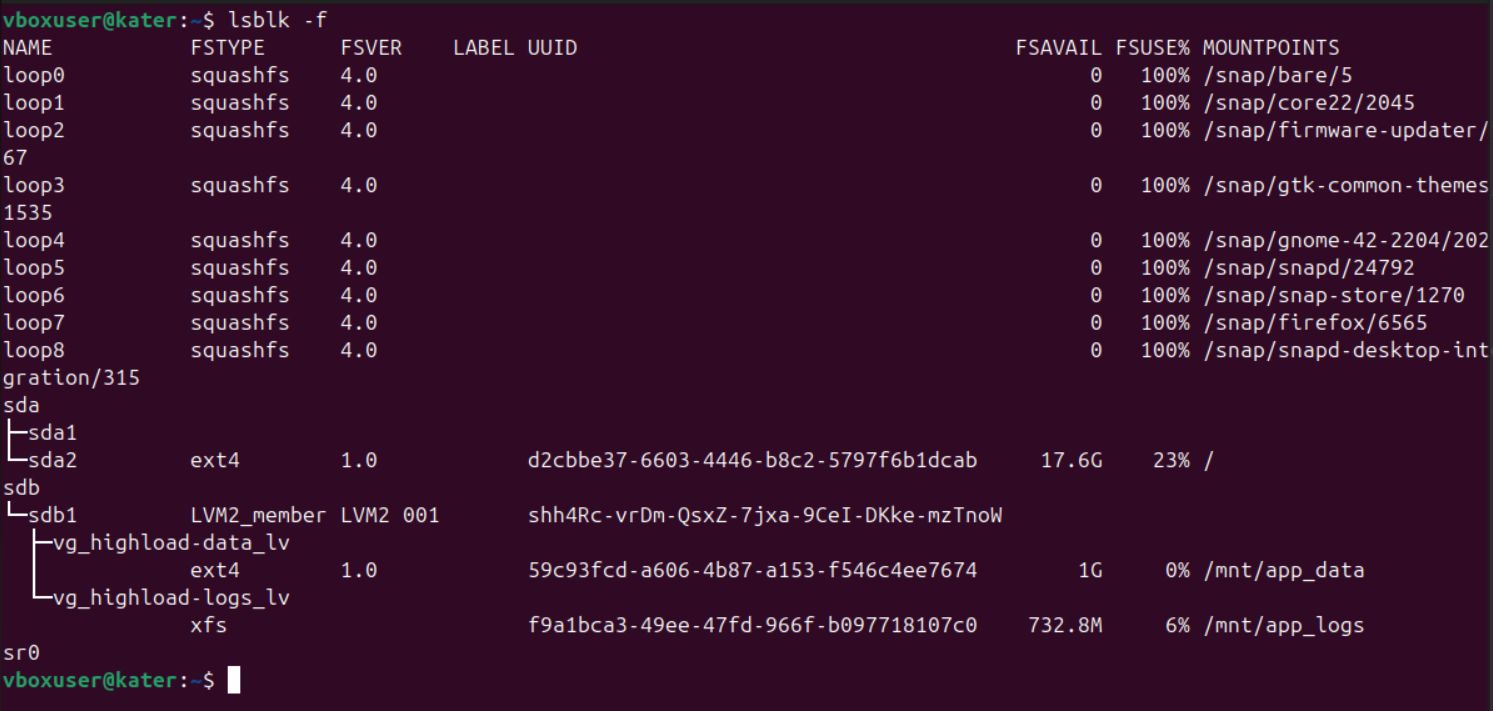 vboxuser@kater:~$ lsblk -f
NAME FSTYPE FSVER LABEL UUID FSAVAIL FSUSE% MOUNTPOINTS
loop0 squashfs 4.0 0 100% /snap/bare/5
loop1 squashfs 4.0 0 100% /snap/core22/2045
loop2 squashfs 4.0 0 100% /snap/firmware-updater/
67
loop3 squashfs 4.0 0 100% /snap/gtk-common-themes
1535
loop4 squashfs 4.0 0 100% /snap/gnome-42-2204/202
loop5 squashfs 4.0 0 100% /snap/snapd/24792
loop6 squashfs 4.0 0 100% /snap/snap-store/1270
loop7 squashfs 4.0 0 100% /snap/firefox/6565
loop8 squashfs 4.0 0 100% /snap/snapd-desktop-int
gration/315
sda
├─sda1
└─sda2 ext4 1.0 d2cbbe37-6603-4446-b8c2-5797f6b1dcab 17.6G 23% /
sdb
└─sdb1 LVM2_member LVM2 001 shh4Rc-vrDm-QsxZ-7jxa-9CeI-DKke-mzTnoW
├─vg_highload-data_lv
ext4 1.0 59c93fcd-a606-4b87-a153-f546c4ee7674 1G 0% /mnt/app_data
└─vg_highload-logs_lv
xfs f9a1bca3-49ee-47fd-966f-b097718107c0 732.8M 6% /mnt/app_logs
sr0
vboxuser@kater:~$